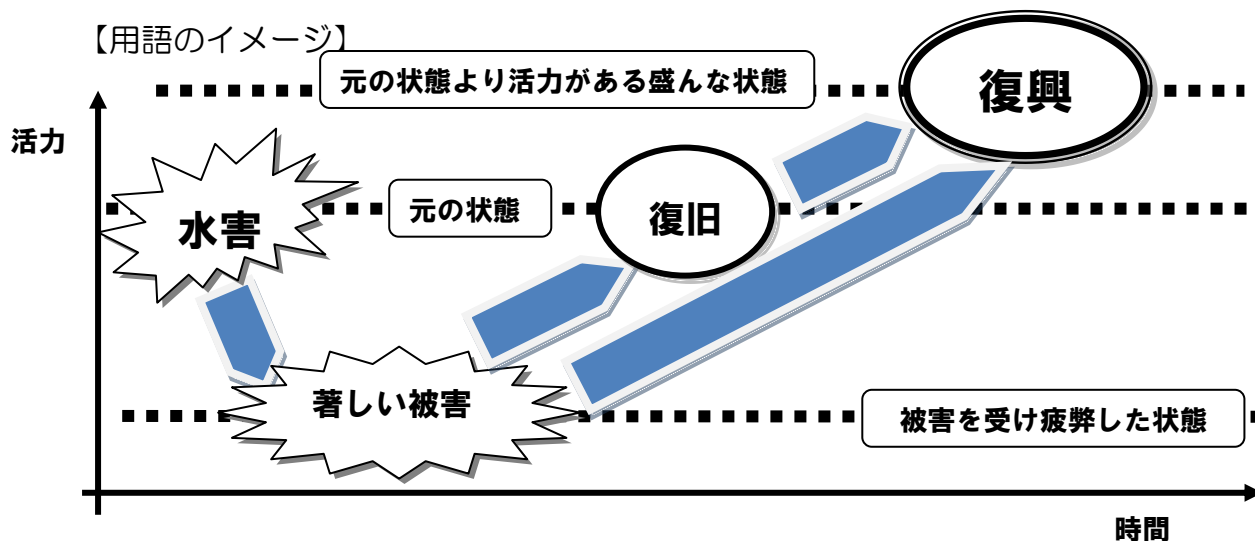 【用語のイメージ】
元の状態より活力がある盛んな状態
復興
活力
水害
元の状態
復旧
著しい被害
被害を受け疲弊した状態
時間